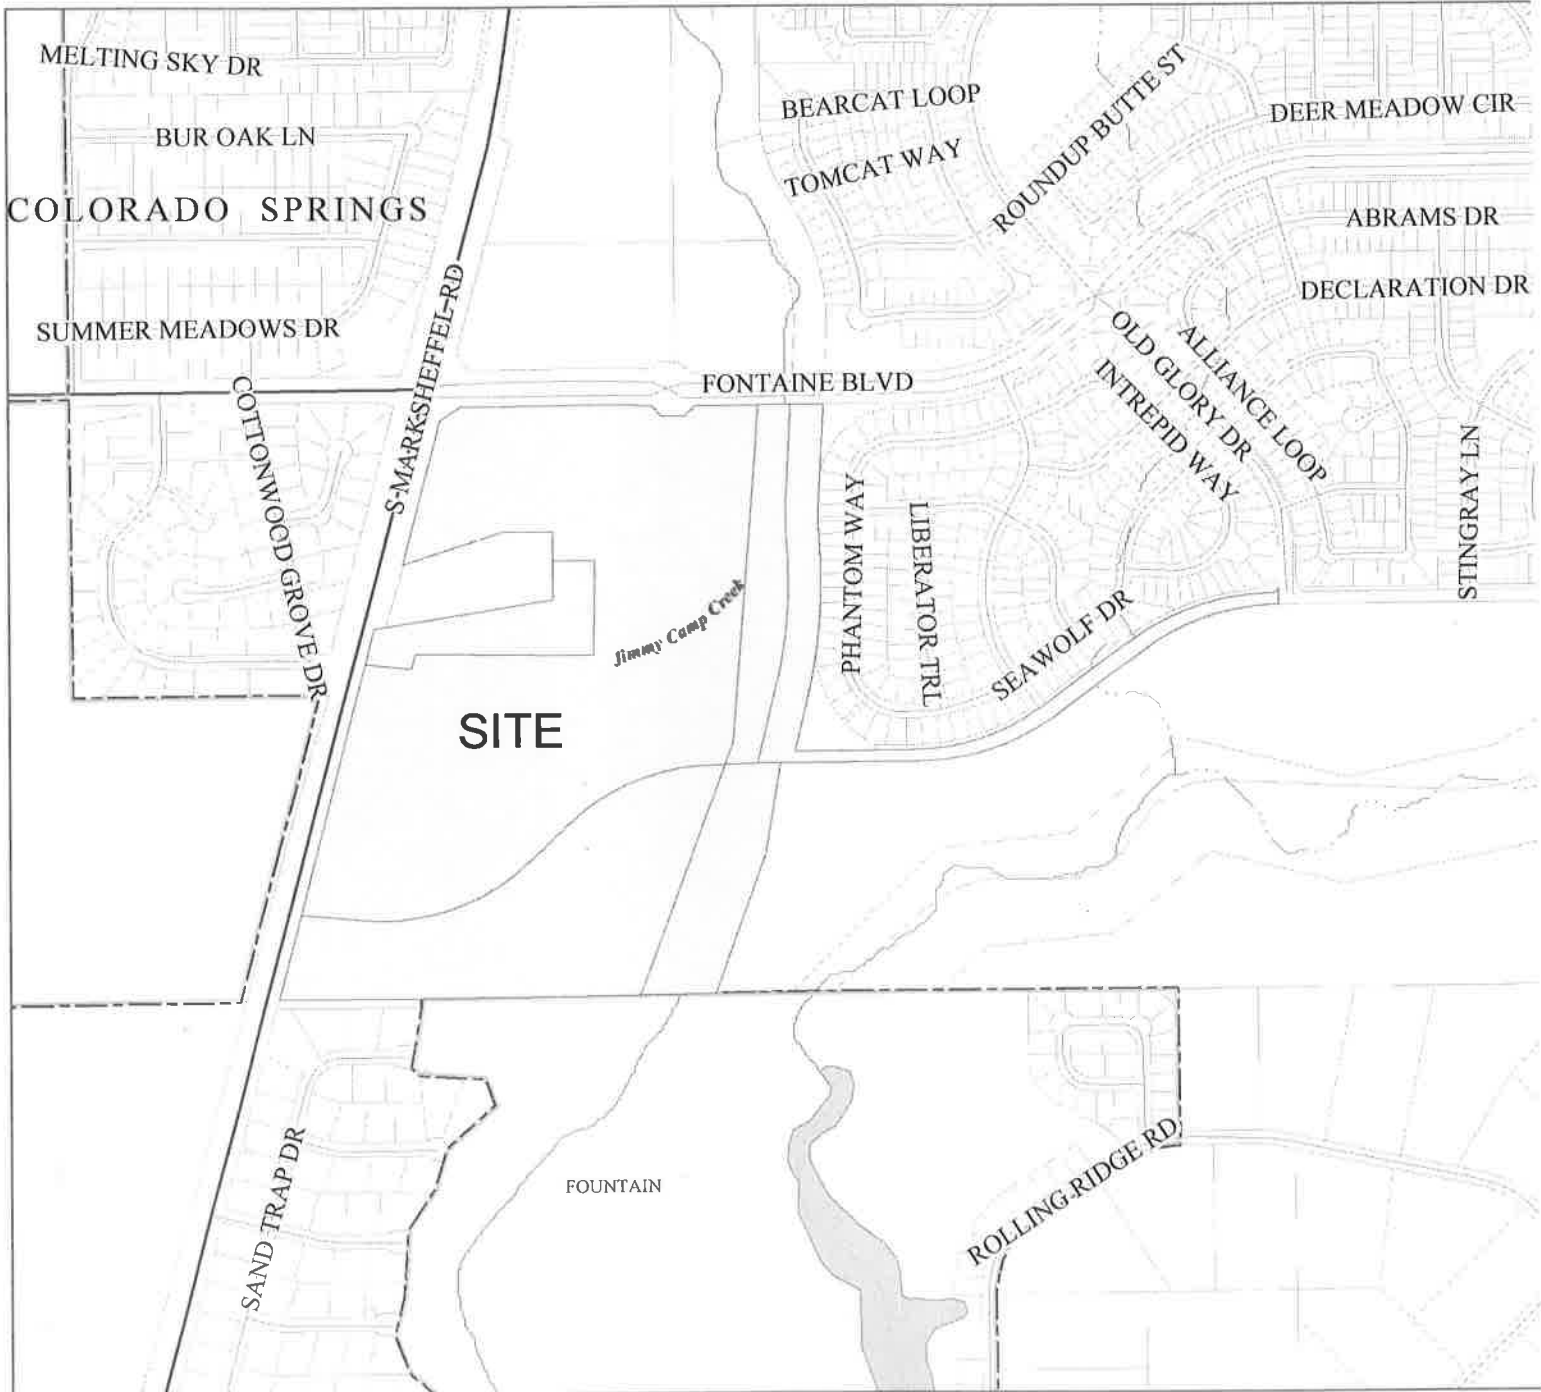 MELTING SKY DR
BUR OAK LN
COLORADO SPRINGS
SUMMER MEADOWS DR
S MARKSHEFFEL RD
COTTONWOOD GROVE DR
BEARCAT LOOP
TOMCAT WAY
ROUNDUP BUTTE ST
DEER MEADOW CIR
ABRAMS DR
DECLARATION DR
FONTAINE BLVD
ALLIANCE LOOP
OLD GLORY DR
INTREPID WAY
STINGRAY LN
PHANTOM WAY
LIBERATOR TRL
SEAWOLF DR
Jimmy Camp Creek
SITE
SAND TRAP DR
FOUNTAIN
ROLLING RIDGE RD